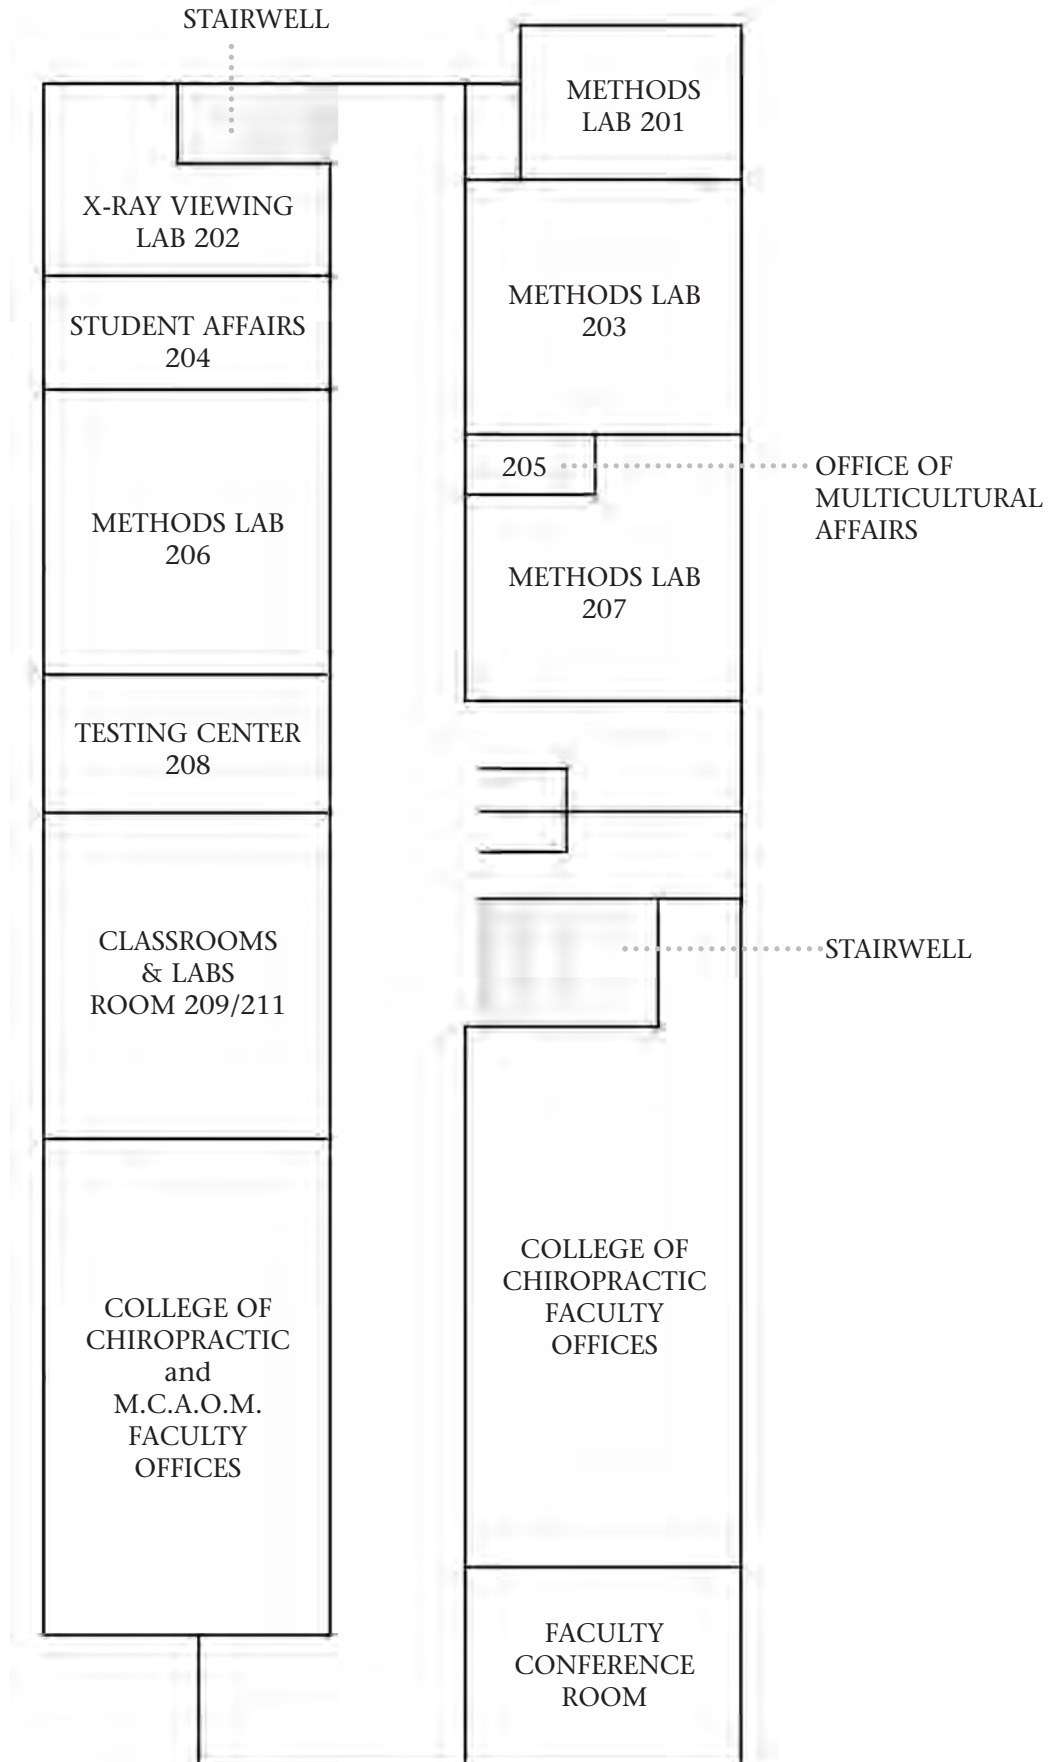 STAIRWELL
METHODS
LAB 201
X-RAY VIEWING
LAB 202
METHODS LAB
203
STUDENT AFFAIRS
204
205
OFFICE OF
MULTICULTURAL
AFFAIRS
METHODS LAB
206
METHODS LAB
207
TESTING CENTER
208
CLASSROOMS
& LABS
ROOM 209/211
STAIRWELL
COLLEGE OF
CHIROPRACTIC
FACULTY
OFFICES
COLLEGE OF
CHIROPRACTIC
and
M.C.A.O.M.
FACULTY
OFFICES
FACULTY
CONFERENCE
ROOM